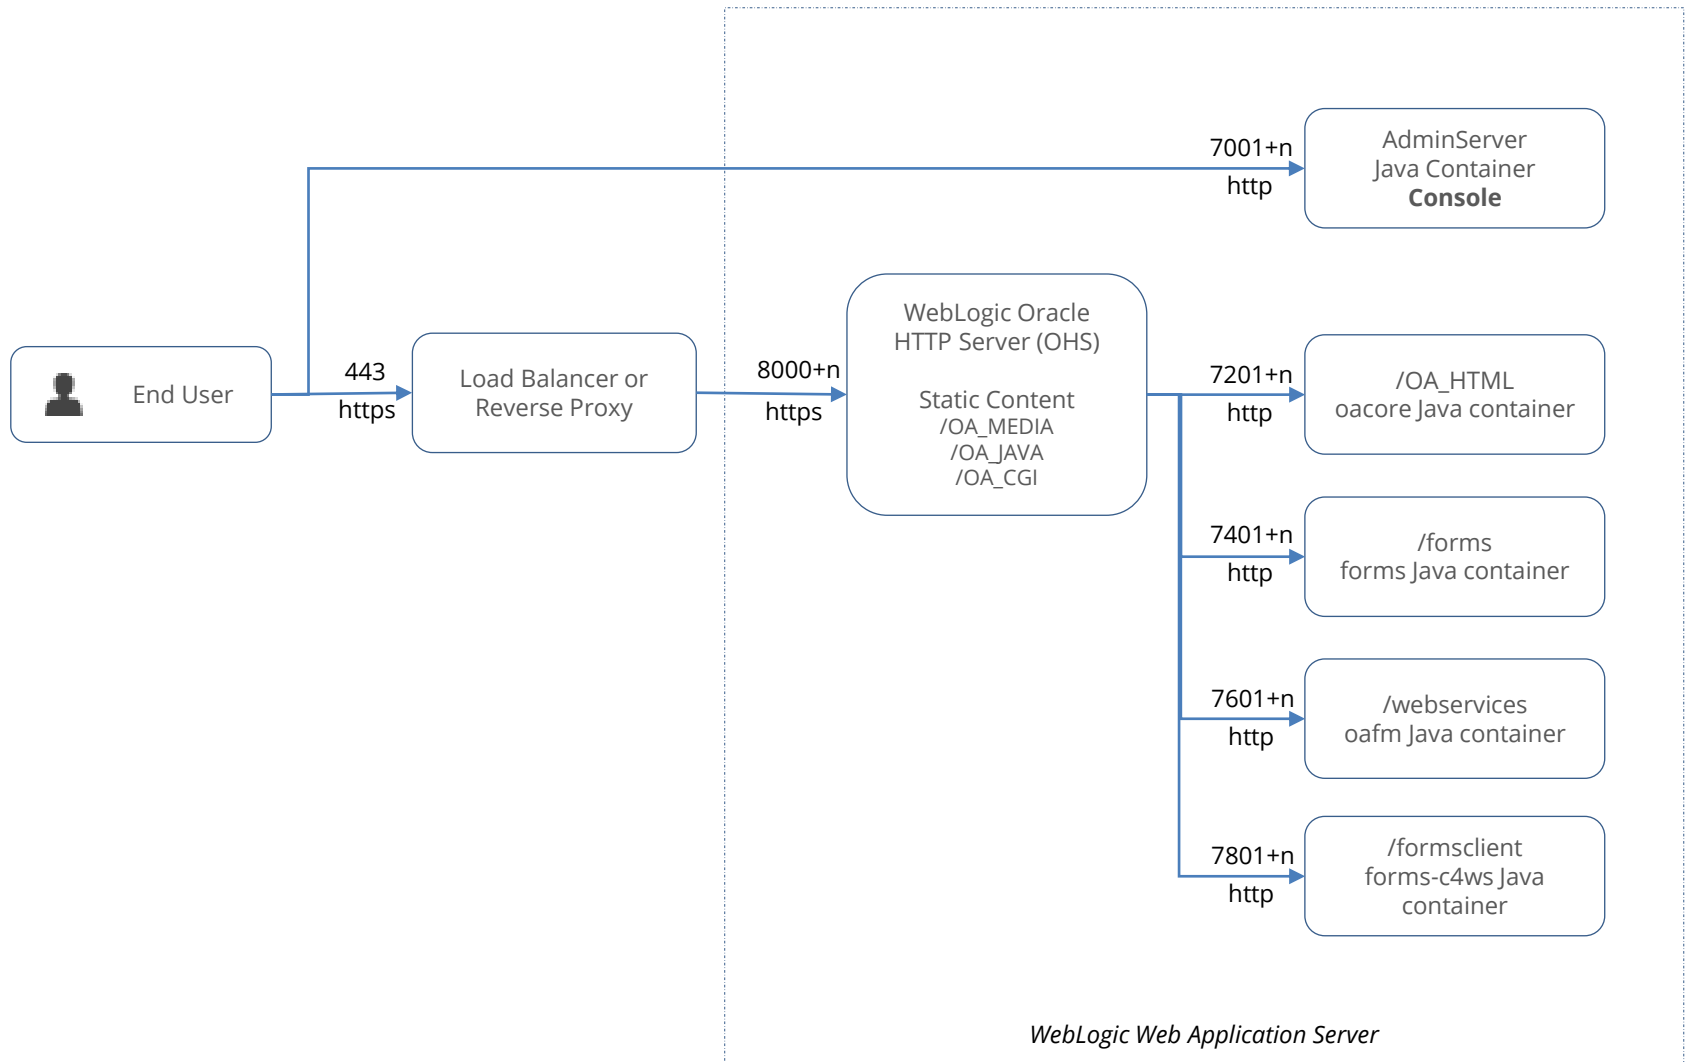 7001+n
http
AdminServer
Java Container
Console
End User
443
https
Load Balancer or
Reverse Proxy
8000+n
https
WebLogic Oracle
HTTP Server (OHS)
Static Content
/OA_MEDIA
/OA_JAVA
/OA_CGI
7201+n
http
/OA_HTML
oacore Java container
7401+n
http
/forms
forms Java container
7601+n
http
/webservices
oafm Java container
7801+n
http
/formsclient
forms-c4ws Java
container
WebLogic Web Application Server